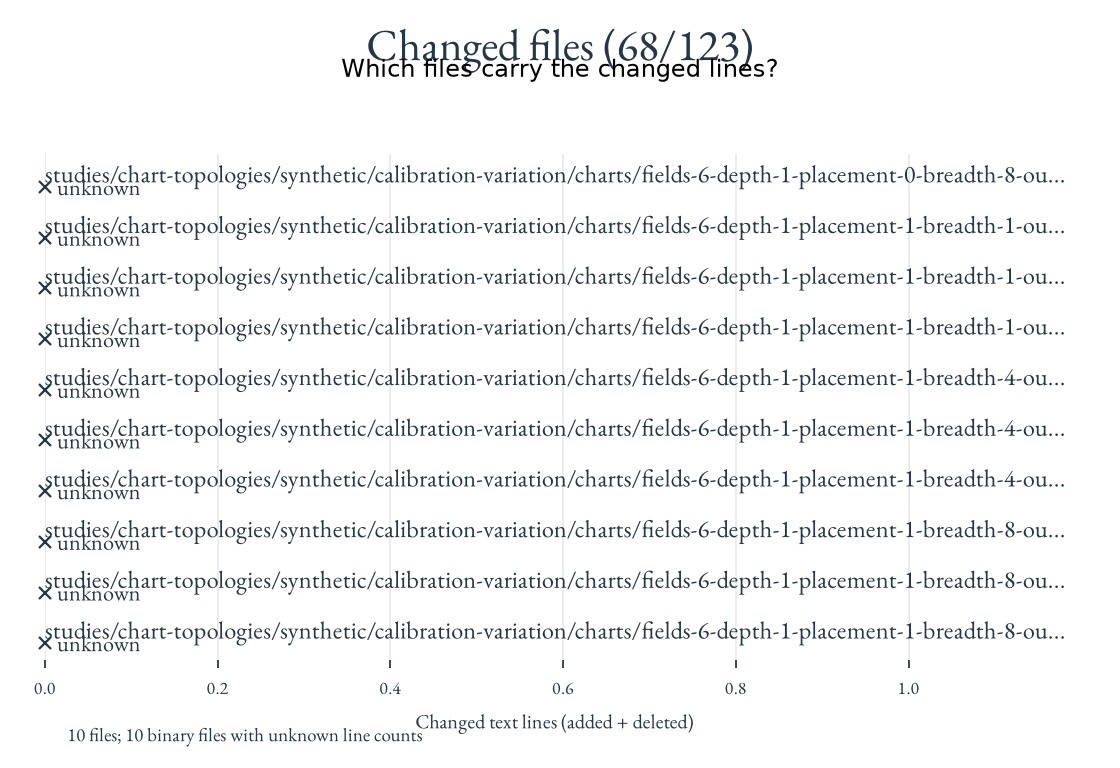 Changed files (68/123)
Which files carry the changed lines?
studies/chart-topologies/synthetic/calibration-variation/charts/fields-6-depth-1-placement-0-breadth-8-ou...
unknown
studies/chart-topologies/synthetic/calibration-variation/charts/fields-6-depth-1-placement-1-breadth-1-ou...
unknown
studies/chart-topologies/synthetic/calibration-variation/charts/fields-6-depth-1-placement-1-breadth-1-ou...
unknown
studies/chart-topologies/synthetic/calibration-variation/charts/fields-6-depth-1-placement-1-breadth-1-ou...
unknown
studies/chart-topologies/synthetic/calibration-variation/charts/fields-6-depth-1-placement-1-breadth-4-ou...
unknown
studies/chart-topologies/synthetic/calibration-variation/charts/fields-6-depth-1-placement-1-breadth-4-ou...
unknown
studies/chart-topologies/synthetic/calibration-variation/charts/fields-6-depth-1-placement-1-breadth-4-ou...
unknown
studies/chart-topologies/synthetic/calibration-variation/charts/fields-6-depth-1-placement-1-breadth-8-ou...
unknown
studies/chart-topologies/synthetic/calibration-variation/charts/fields-6-depth-1-placement-1-breadth-8-ou...
unknown
studies/chart-topologies/synthetic/calibration-variation/charts/fields-6-depth-1-placement-1-breadth-8-ou...
unknown
0.0 0.2 0.4 0.6 0.8 1.0
Changed text lines (added + deleted)
10 files; 10 binary files with unknown line counts